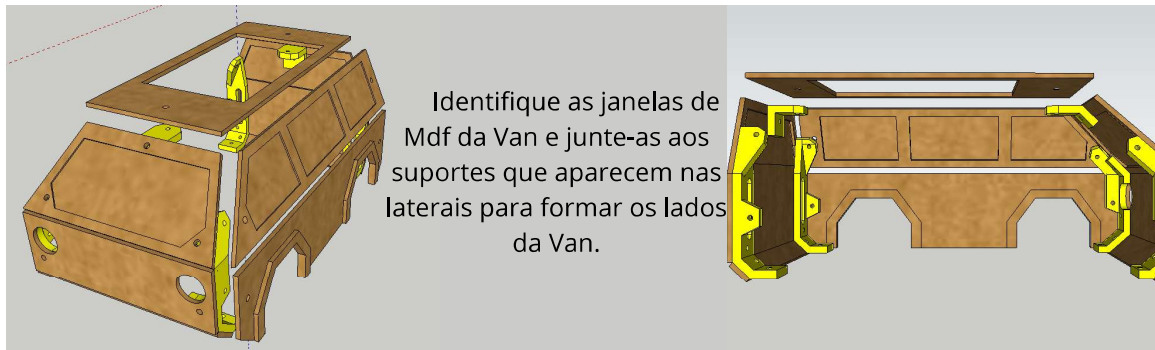 Identifique as janelas de
Mdf da Van e junte-as aos
suportes que aparecem nas
laterais para formar os lados
da Van.